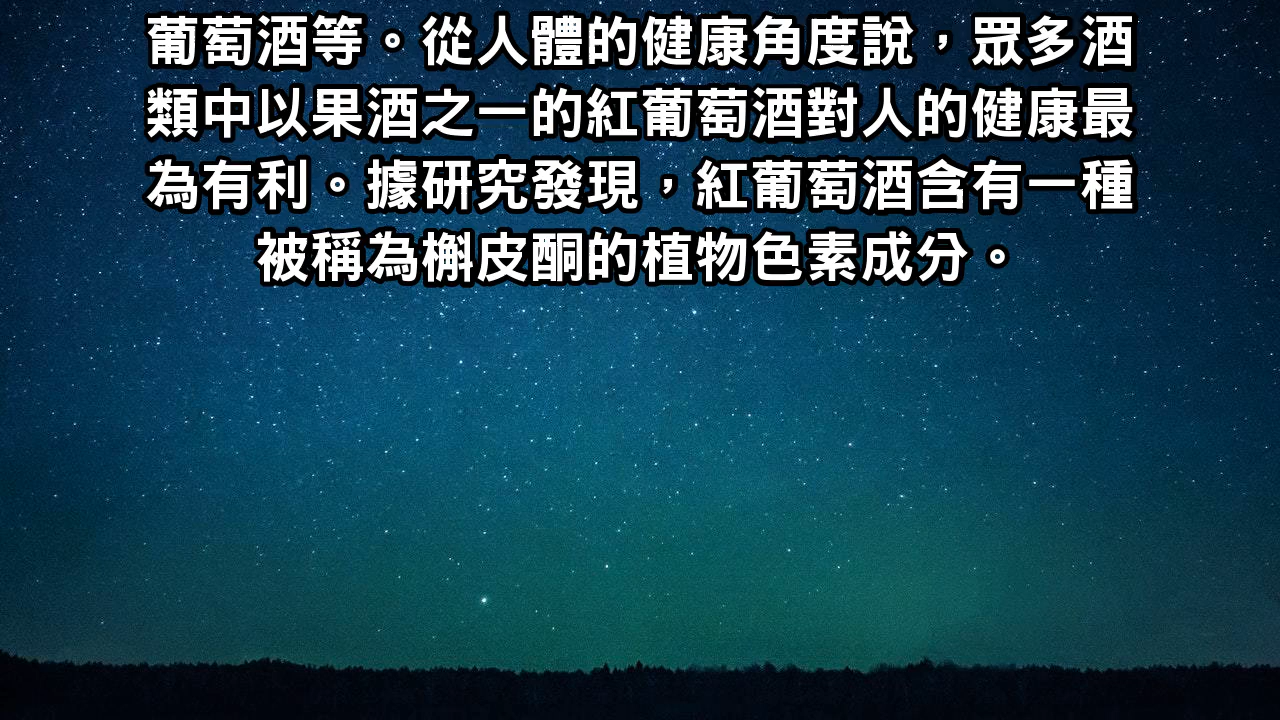 葡萄酒等。從人體的健康角度說，眾多酒
類中以果酒之一的紅葡萄酒對人的健康最
為有利。據研究發現，紅葡萄酒含有一種
被稱為槲皮酮的植物色素成分。